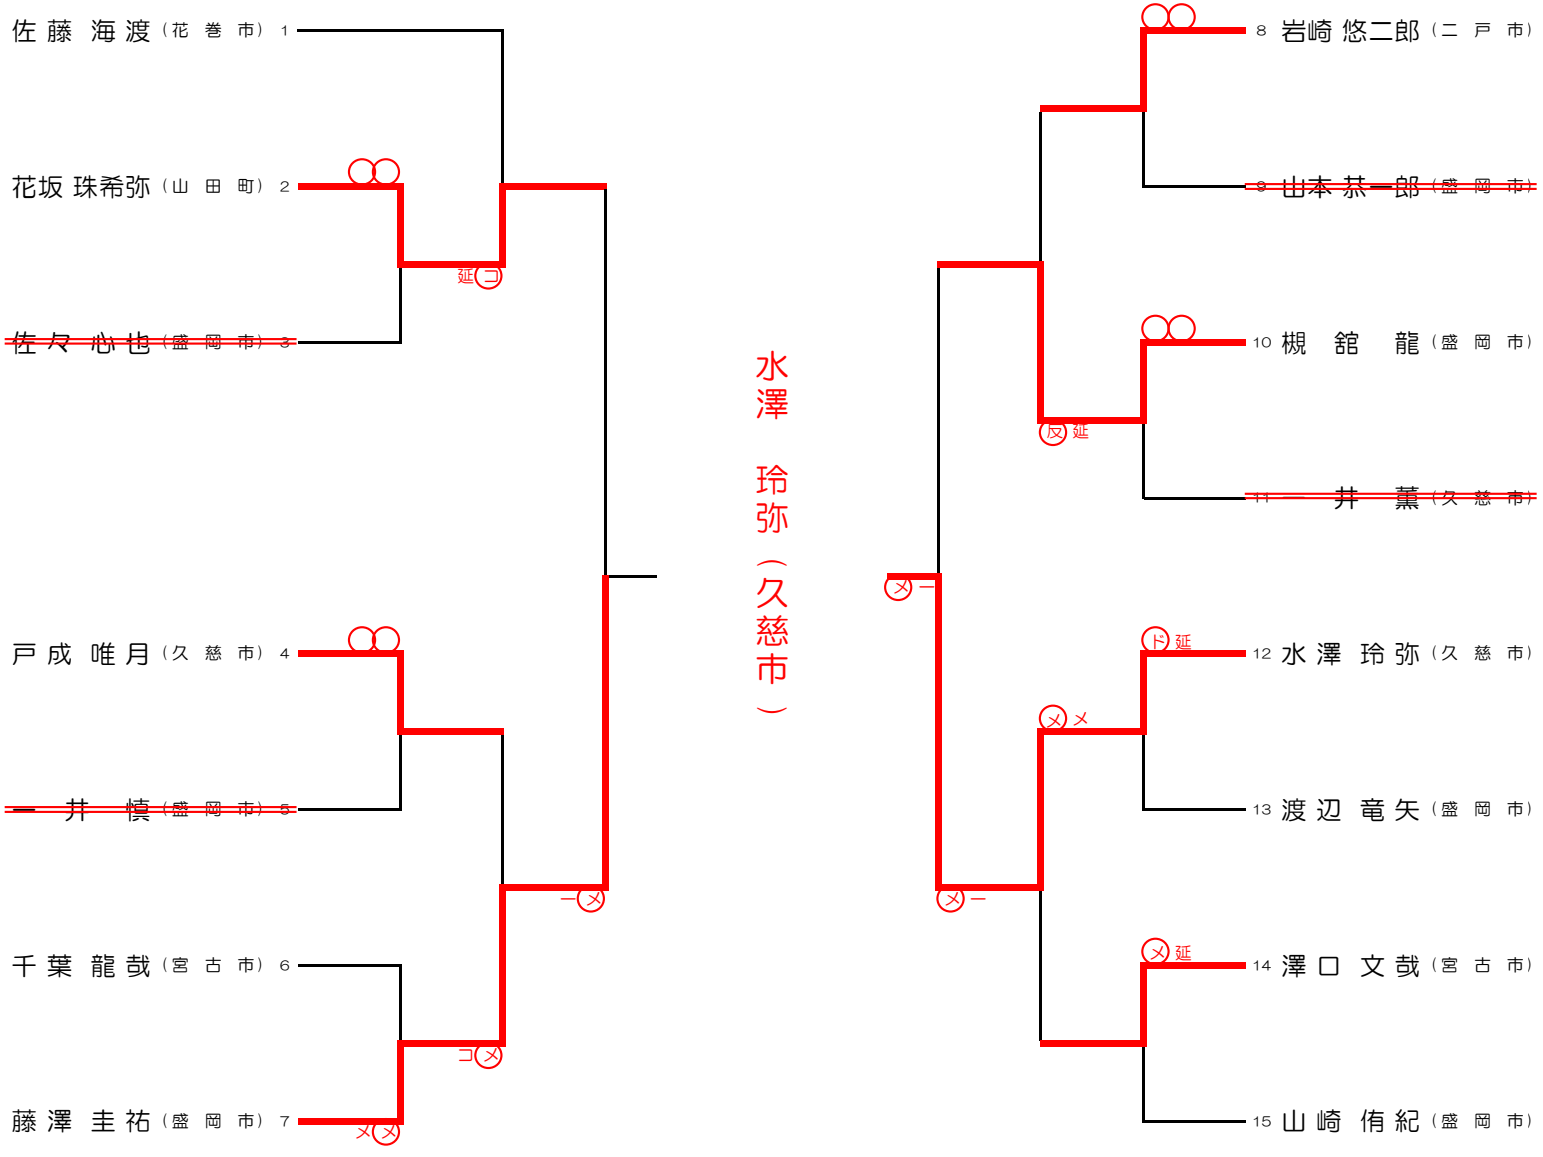 佐藤 海渡（花巻市）1
花坂 珠希弥（山田町）2
延コ
佐々心也（盛岡市）3
戸成 唯月（久慈市）4
一井 慎（盛岡市）5
ーメ
千葉 龍哉（宮古市）6
コメ
藤澤 圭祐（盛岡市）7
メメ
水澤 玲弥（久慈市）
8 岩崎 悠二郎（二戸市）
9 山本 恭一郎（盛岡市）
10 槻舘 龍（盛岡市）
反延
11 一井 薫（久慈市）
メー
ド延
12 水澤 玲弥（久慈市）
メメ
13 渡辺 竜矢（盛岡市）
メー
メ延
14 澤口 文哉（宮古市）
15 山崎 侑紀（盛岡市）